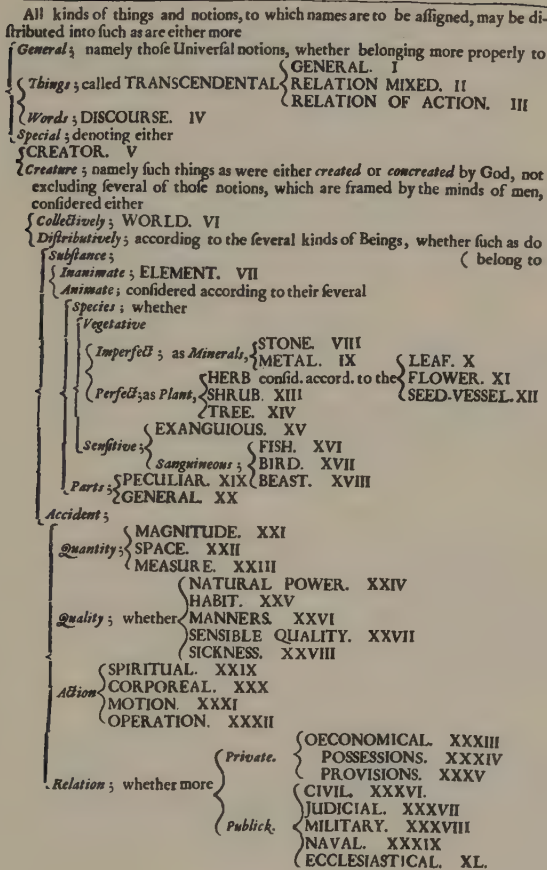 All kinds of things and notions, to which names are to be aſſigned, may be di-
ſtributed into ſuch as are either more
General; namely thoſe Univerſal notions, whether belonging more properly to
Things; called TRANSCENDENTAL
GENERAL. I
RELATION MIXED. II
RELATION OF ACTION. III
Words; DISCOURSE. IV
Special; denoting either
CREATOR. V
Creature; namely ſuch things as were either created or concreated by God, not
excluding ſeveral of thoſe notions, which are framed by the minds of men,
conſidered either
Collectively; WORLD. VI
Diſtributively; according to the ſeveral kinds of Beings, whether ſuch as do
( belong to
Subſtance;
Inanimate; ELEMENT. VII
Animate; conſidered according to their ſeveral
Species; whether
Vegetative
Imperfect; as Minerals,
STONE. VIII
METAL. IX
Perfect; as Plant,
HERB conſid. accord. to the
LEAF. X
FLOWER. XI
SEED-VESSEL. XII
SHRUB. XIII
TREE. XIV
Senſitive;
EXANGUIOUS. XV
Sanguineous;
FISH. XVI
BIRD. XVII
BEAST. XVIII
Parts;
PECULIAR. XIX
GENERAL. XX
Accident;
Quantity;
MAGNITUDE. XXI
SPACE. XXII
MEASURE. XXIII
Quality; whether
NATURAL POWER. XXIV
HABIT. XXV
MANNERS. XXVI
SENSIBLE QUALITY. XXVII
SICKNESS. XXVIII
Action
SPIRITUAL. XXIX
CORPOREAL. XXX
MOTION. XXXI
OPERATION. XXXII
Relation; whether more
Private.
OECONOMICAL. XXXIII
POSSESSIONS. XXXIV
PROVISIONS. XXXV
Publick.
CIVIL. XXXVI.
JUDICIAL. XXXVII
MILITARY. XXXVIII
NAVAL. XXXIX
ECCLESIASTICAL. XL.